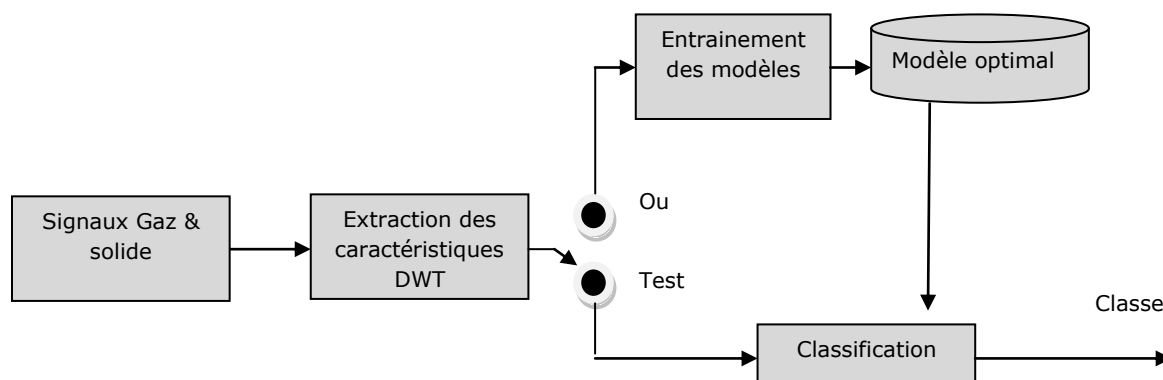 Entrainement
des modèles
Modèle optimal
Ou
Signaux Gaz &
solide
Extraction des
caractéristiques
DWT
Test
Classe
Classification